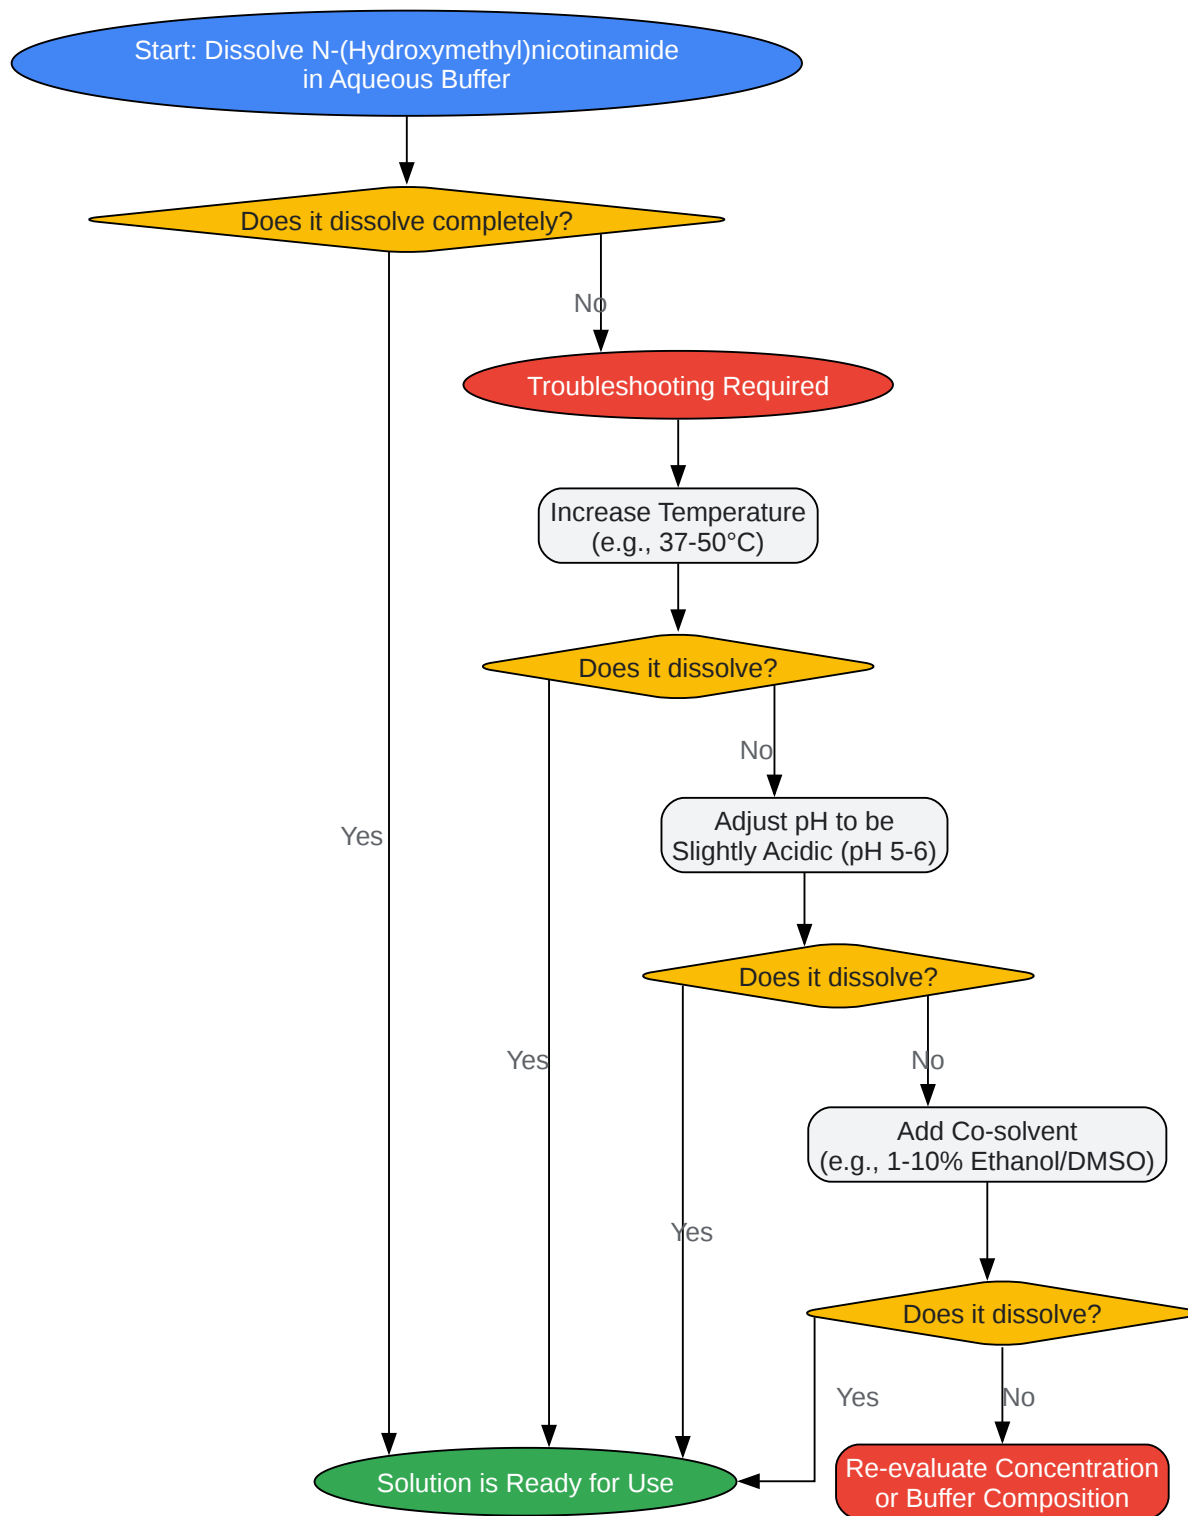 Start: Dissolve N-(Hydroxymethyl)nicotinamide
in Aqueous Buffer
Does it dissolve completely?
No
Troubleshooting Required
Increase Temperature
(e.g., 37-50°C)
Does it dissolve?
No
Adjust pH to be
Slightly Acidic (pH 5-6)
Yes
Does it dissolve?
Yes
No
Add Co-solvent
(e.g., 1-10% Ethanol/DMSO)
Yes
Does it dissolve?
Yes
No
Solution is Ready for Use
Re-evaluate Concentration
or Buffer Composition